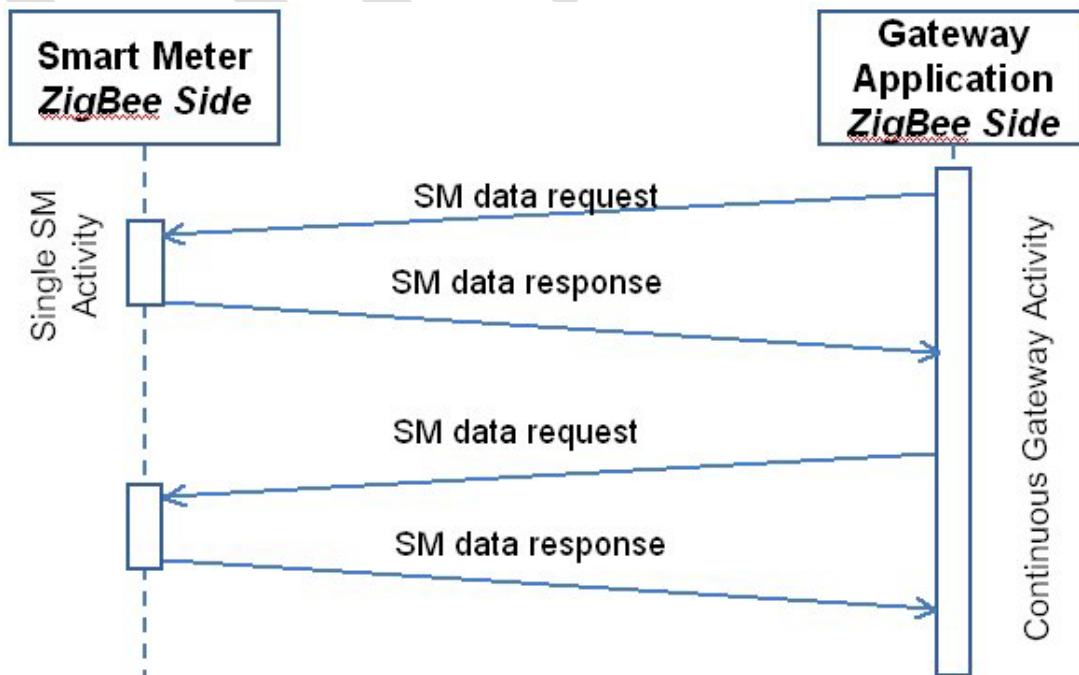 Smart Meter
ZigBee Side
Gateway
Application
ZigBee Side
SM data request
Single SM
Activity
SM data response
Continuous Gateway Activity
SM data request
SM data response